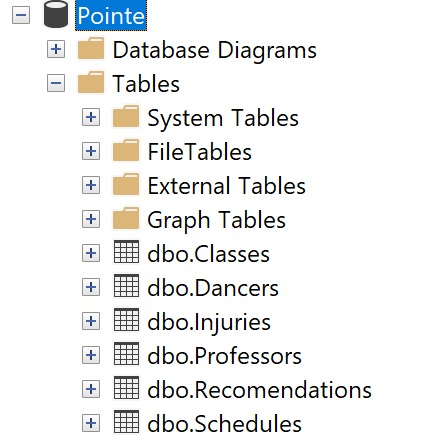 Pointe
Database Diagrams
Tables
System Tables
FileTables
External Tables
Graph Tables
dbo.Classes
dbo.Dancers
dbo.Injuries
dbo.Professors
dbo.Recomendations
dbo.Schedules